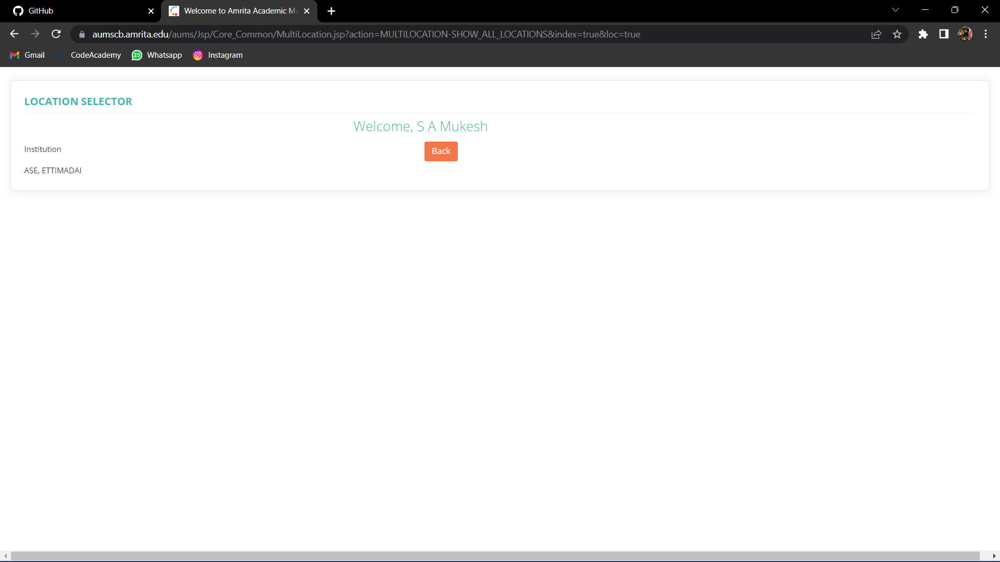 GitHub
Welcome to Amrita Academic Ma
aumscb.amrita.edu/aums/Jsp/Core_Common/MultiLocation.jsp?action=MULTILOCATION-SHOW_ALL_LOCATIONS&index=true&loc=true
Gmail CodeAcademy 23 Whatsapp Instagram
LOCATION SELECTOR
Welcome, S A Mukesh
Institution Back
ASE, ETTIMADAI